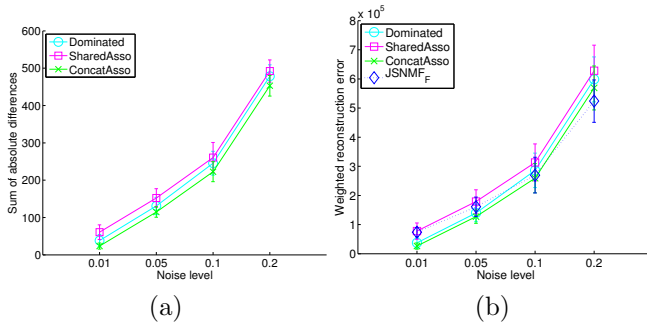 Dominated
SharedAsso
ConcatAsso
Sum of absolute differences
600
500
400
300
200
100
0
0.01 0.05 0.1 0.2
Noise level
(a)
x 10^5
Dominated
SharedAsso
ConcatAsso
JSNMF_F
Weighted reconstruction error
8
7
6
5
4
3
2
1
0
0.01 0.05 0.1 0.2
Noise level
(b)